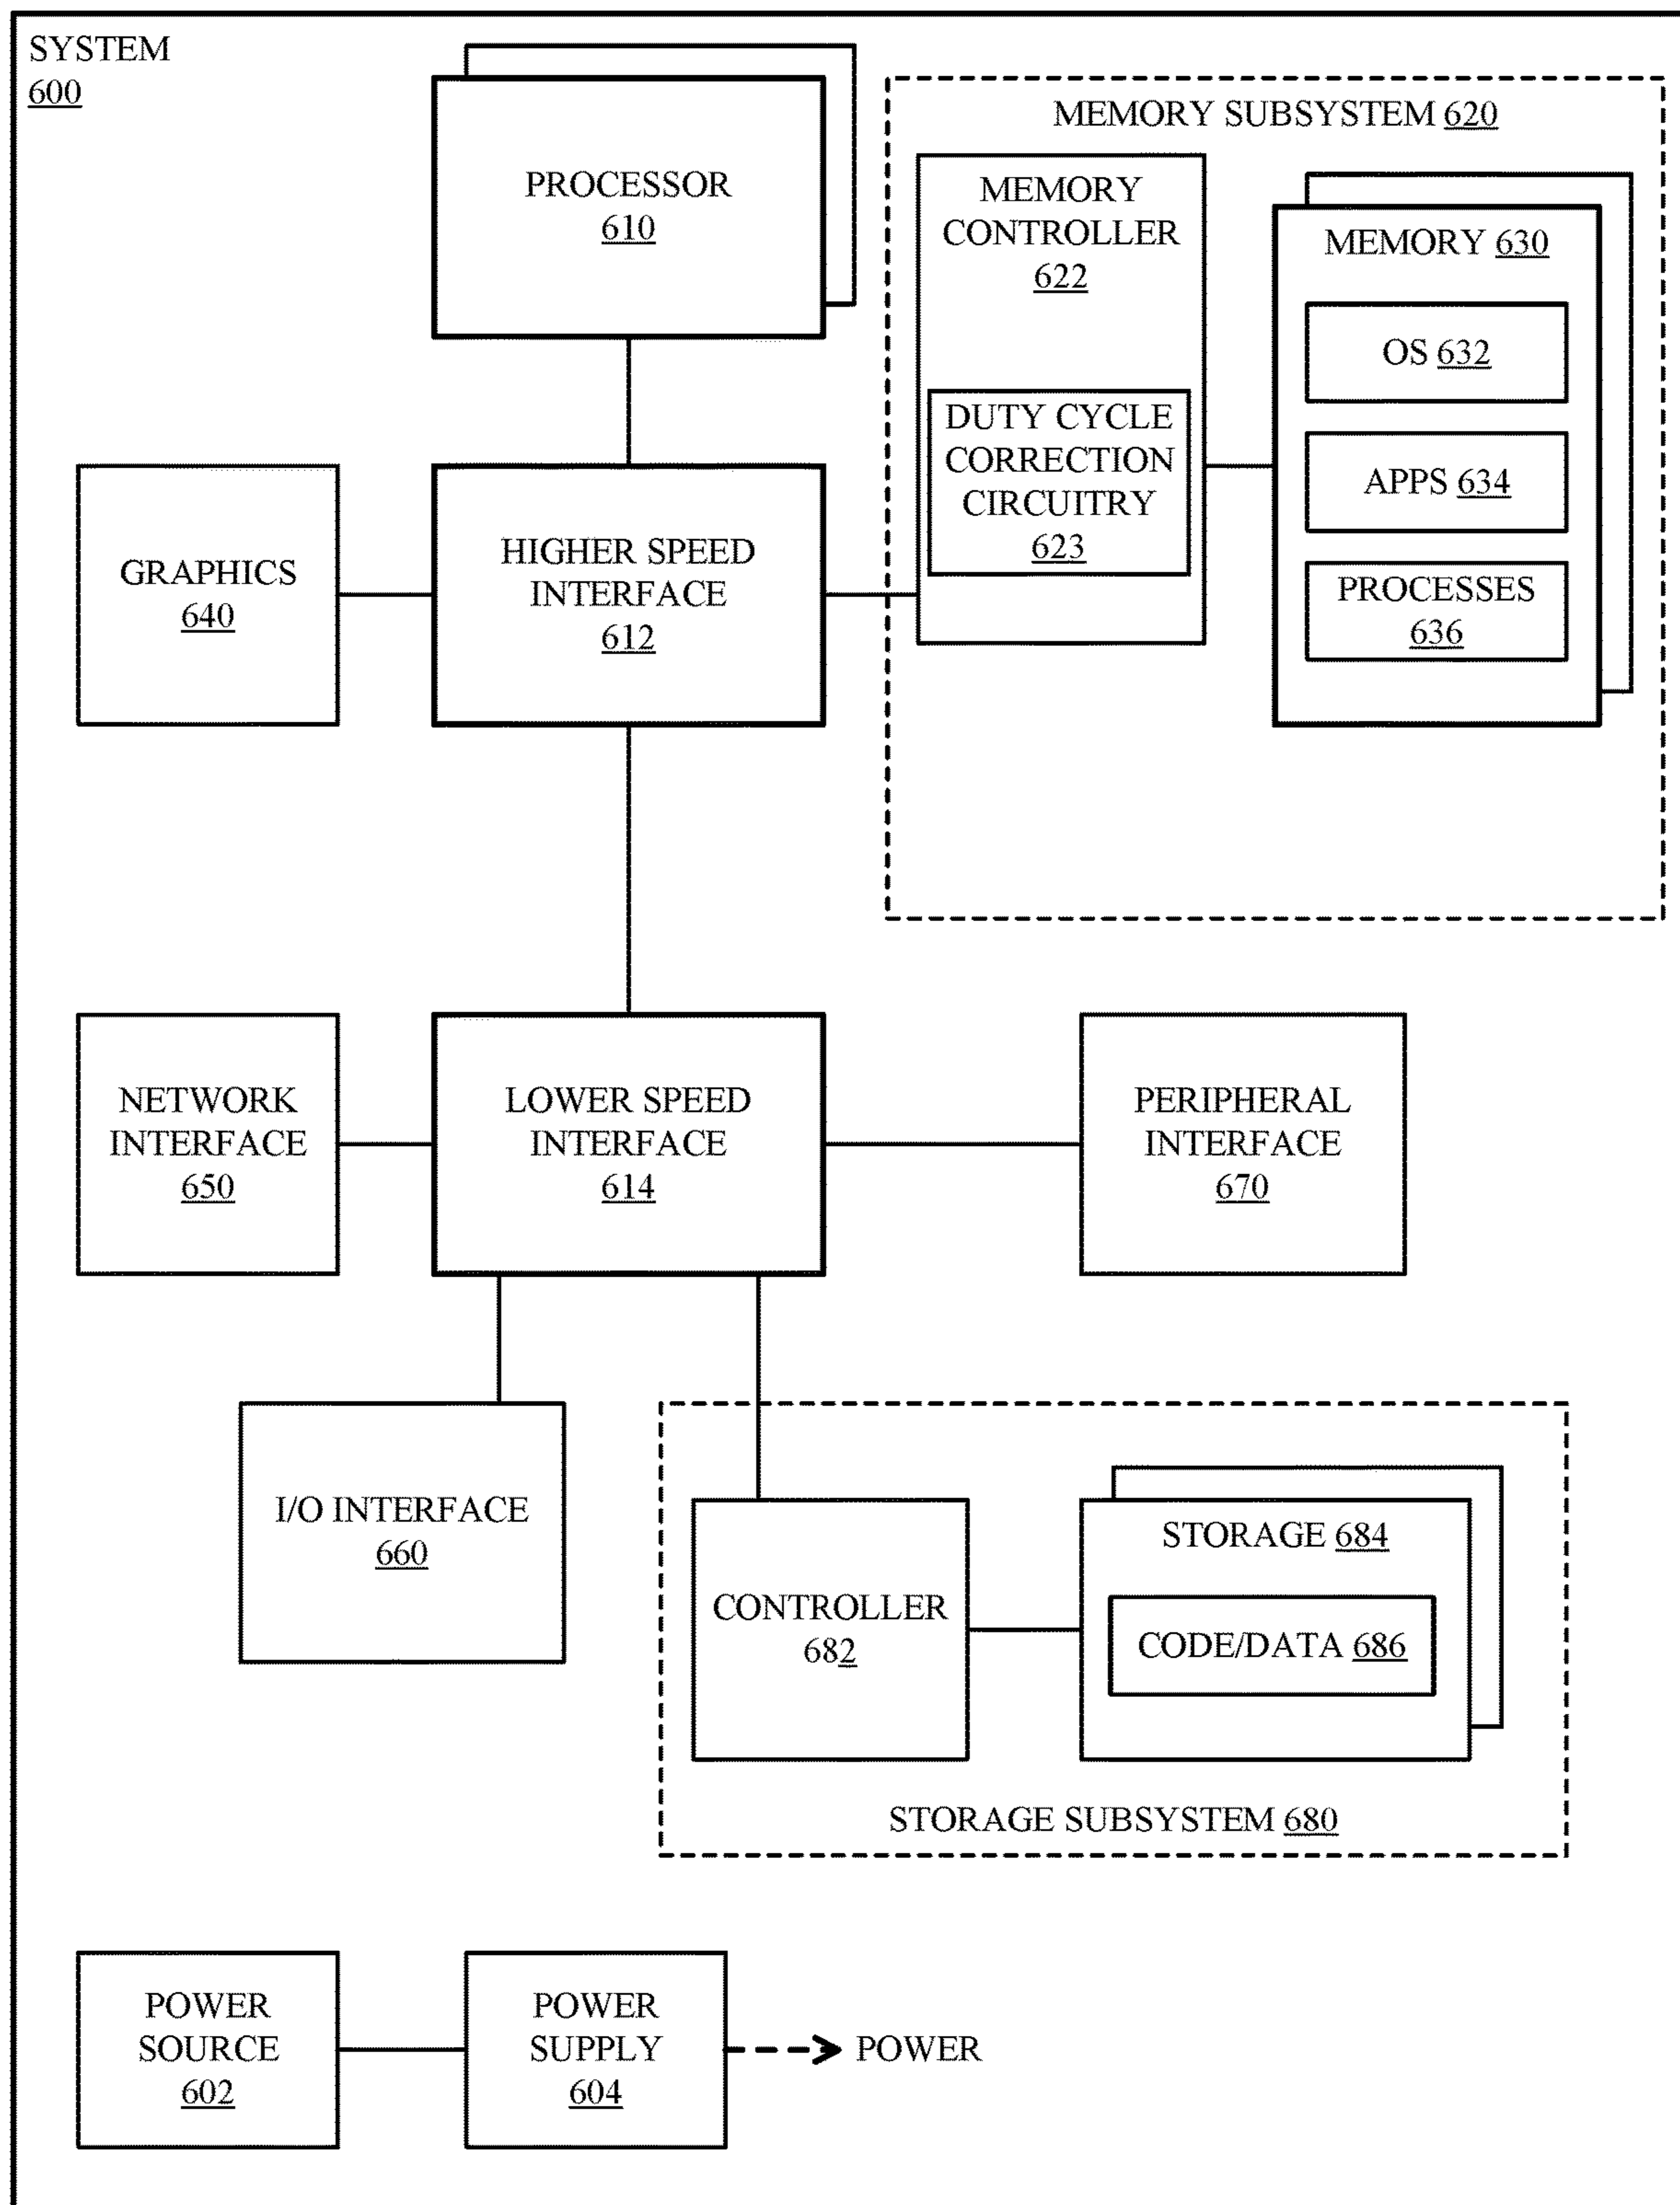 SYSTEM
600
PROCESSOR
610
MEMORY SUBSYSTEM 620
MEMORY
CONTROLLER
622
DUTY CYCLE
CORRECTION
CIRCUITRY
623
MEMORY 630
OS 632
APPS 634
PROCESSES
636
GRAPHICS
640
HIGHER SPEED
INTERFACE
612
NETWORK
INTERFACE
650
LOWER SPEED
INTERFACE
614
PERIPHERAL
INTERFACE
670
I/O INTERFACE
660
CONTROLLER
682
STORAGE 684
CODE/DATA 686
STORAGE SUBSYSTEM 680
POWER
SOURCE
602
POWER
SUPPLY
604
POWER